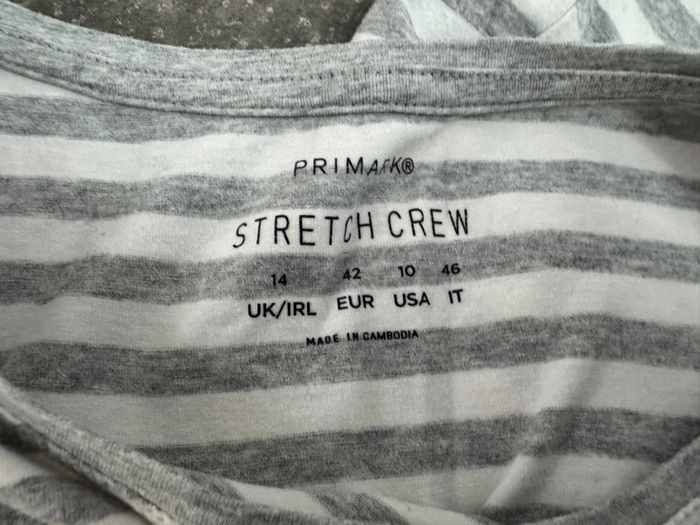 PRIMARK®
STRETCH CREW
14 42 10 46
UK/IRL EUR USA IT
MADE IN CAMBODIA